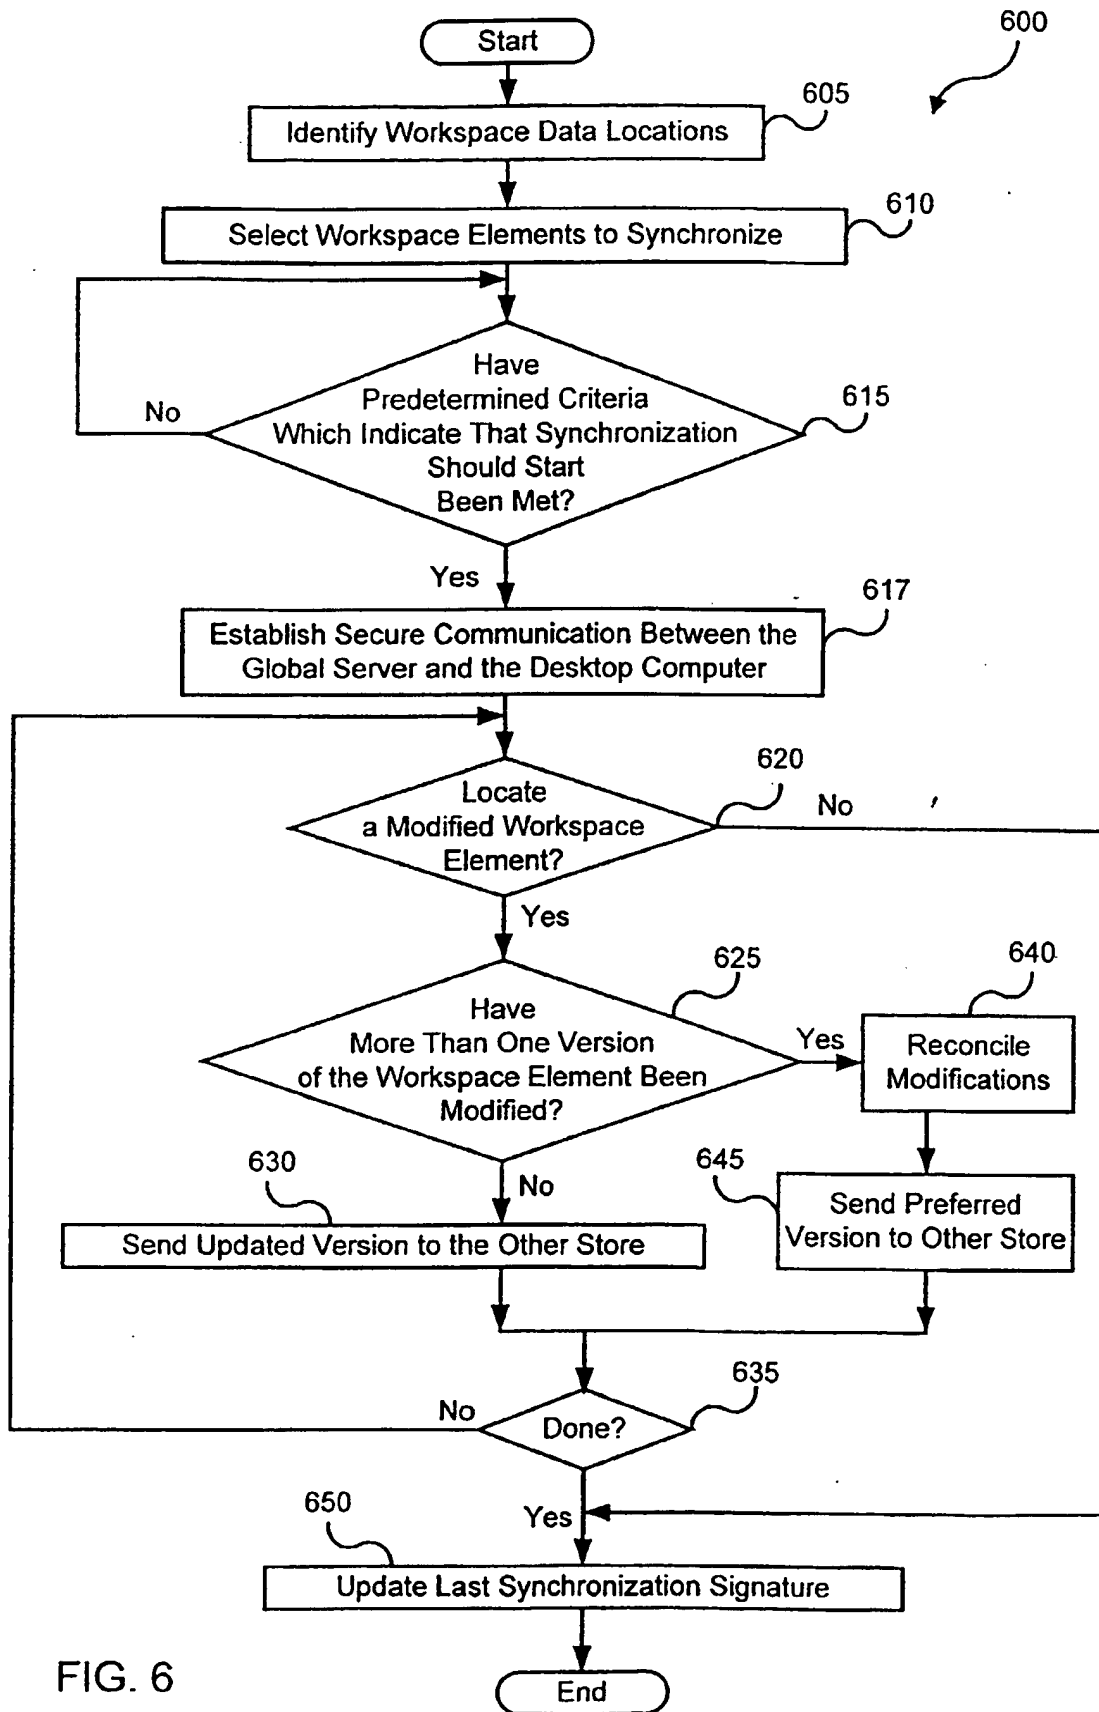 Start
600
605
Identify Workspace Data Locations
610
Select Workspace Elements to Synchronize
Have
Predetermined Criteria
Which Indicate That Synchronization
Should Start
Been Met?
No
615
Yes
617
Establish Secure Communication Between the
Global Server and the Desktop Computer
620
Locate
a Modified Workspace
Element?
No
Yes
625
Have
More Than One Version
of the Workspace Element Been
Modified?
Yes
640
Reconcile
Modifications
No
630
Send Updated Version to the Other Store
645
Send Preferred
Version to Other Store
635
Done?
No
Yes
650
Update Last Synchronization Signature
End
FIG. 6